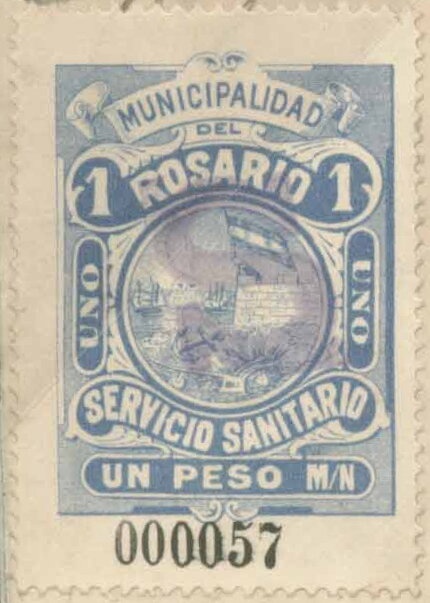 MUNICIPALIDAD
DEL
1 ROSARIO 1
UNO UNO
SERVICIO SANITARIO
UN PESO M/N
000057